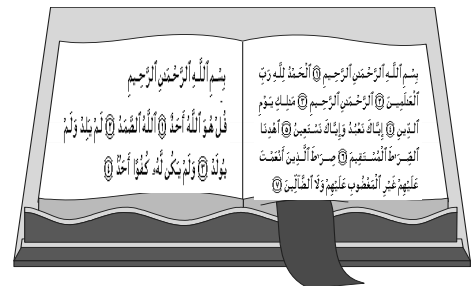 بِسْمِ ٱللَّهِ ٱلرَّحْمَٰنِ ٱلرَّحِيمِ ١ ٱلْحَمْدُ لِلَّهِ رَبِّ
ٱلْعَٰلَمِينَ ٢ ٱلرَّحْمَٰنِ ٱلرَّحِيمِ ٣ مَٰلِكِ يَوْمِ
ٱلدِّينِ ٤ إِيَّاكَ نَعْبُدُ وَإِيَّاكَ نَسْتَعِينُ ٥ ٱهْدِنَا
ٱلصِّرَٰطَ ٱلْمُسْتَقِيمَ ٦ صِرَٰطَ ٱلَّذِينَ أَنْعَمْتَ
عَلَيْهِمْ غَيْرِ ٱلْمَغْضُوبِ عَلَيْهِمْ وَلَا ٱلضَّآلِّينَ ٧
بِسْمِ ٱللَّهِ ٱلرَّحْمَٰنِ ٱلرَّحِيمِ
قُلْ هُوَ ٱللَّهُ أَحَدٌ ١ ٱللَّهُ ٱلصَّمَدُ ٢ لَمْ يَلِدْ وَلَمْ
يُولَدْ ٣ وَلَمْ يَكُن لَّهُۥ كُفُوًا أَحَدٌۢ ٤